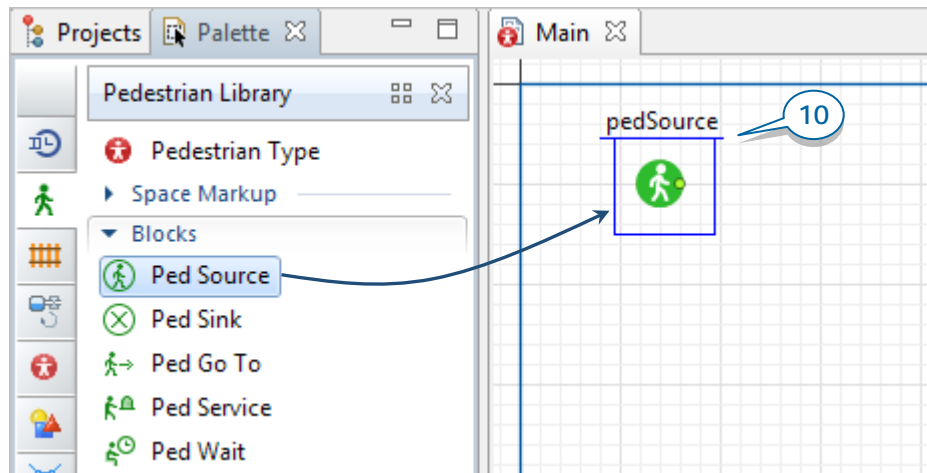 Projects Palette
Main
Pedestrian Library
pedSource
10
Pedestrian Type
Space Markup
Blocks
Ped Source
Ped Sink
Ped Go To
Ped Service
Ped Wait